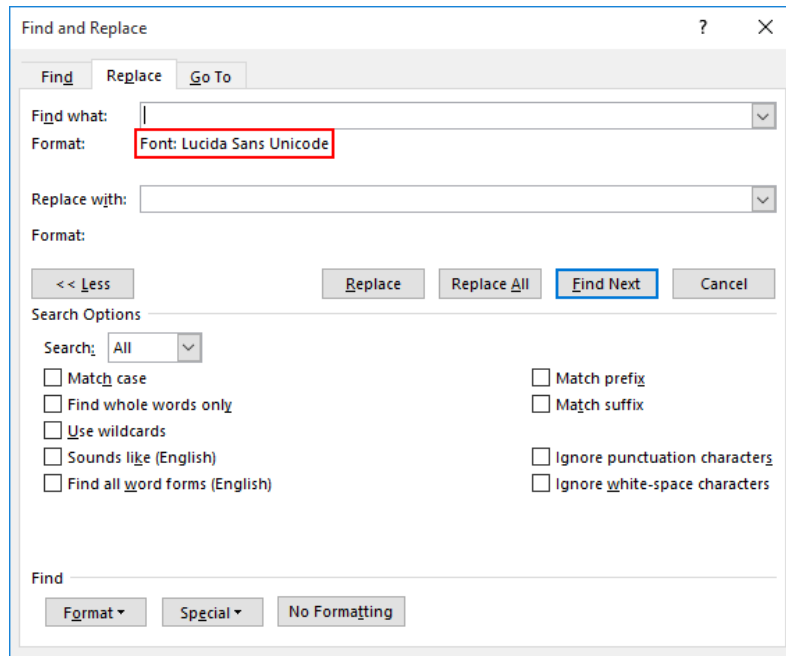 Find and Replace ?
Find Replace Go To
Find what:
Format: Font: Lucida Sans Unicode
Replace with:
Format:
<< Less Replace Replace All Find Next Cancel
Search Options
Search: All
Match case Match prefix
Find whole words only Match suffix
Use wildcards
Sounds like (English) Ignore punctuation characters
Find all word forms (English) Ignore white-space characters
Find
Format Special No Formatting